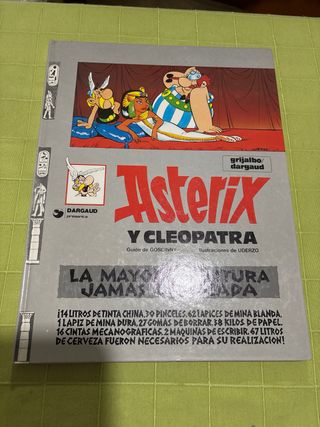 grijalbo/
dargaud
DARGAUD
presenta a
Asterix
Y CLEOPATRA
Guión de GOSCINNY Ilustraciones de UDERZO
LA MAYOR
JAMAS
¡14 LITROS DE TINTA CHINA, 30 PINCELES, 62 LAPICES DE MINA BLANDA,
1 LAPIZ DE MINA DURA, 27 GOMAS DE BORRAR, 38 KILOS DE PAPEL,
16 CINTAS MECANOGRAFICAS, 2 MAQUINAS DE ESCRIBIR, 67 LITROS
DE CERVEZA FUERON NECESARIOS PARA SU REALIZACION!